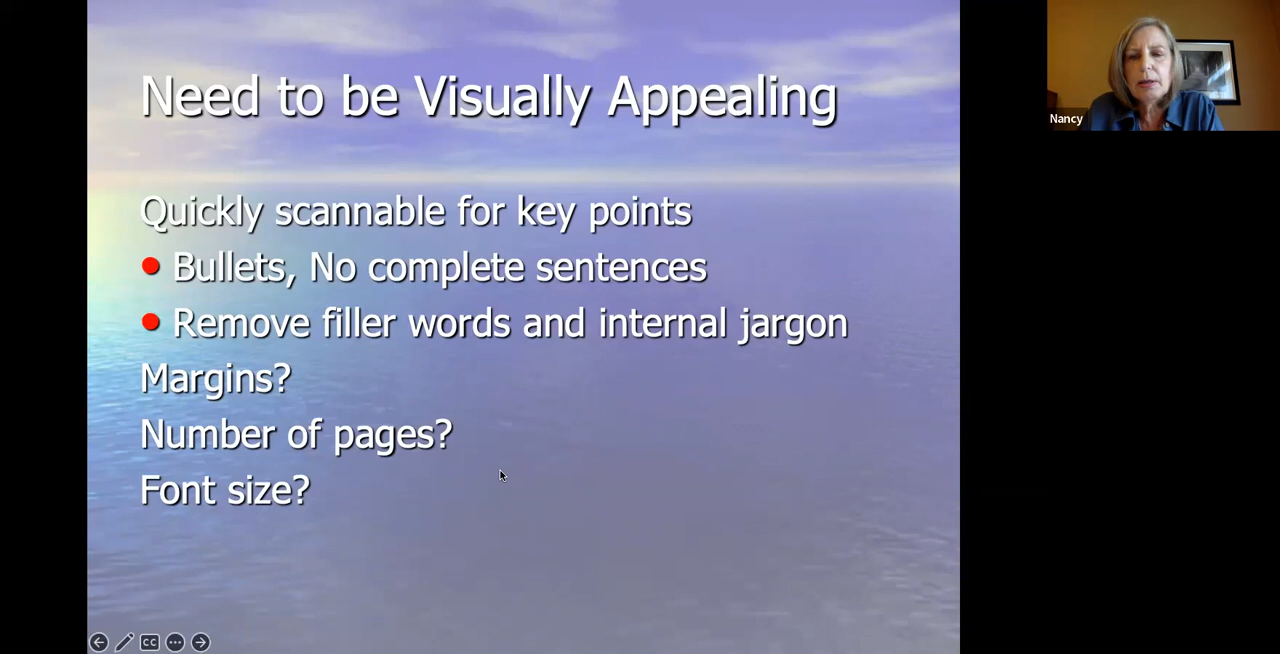 Need to be Visually Appealing
Quickly scannable for key points
Bullets, No complete sentences
Remove filler words and internal jargon
Margins?
Number of pages?
Font size?
Nancy
CC